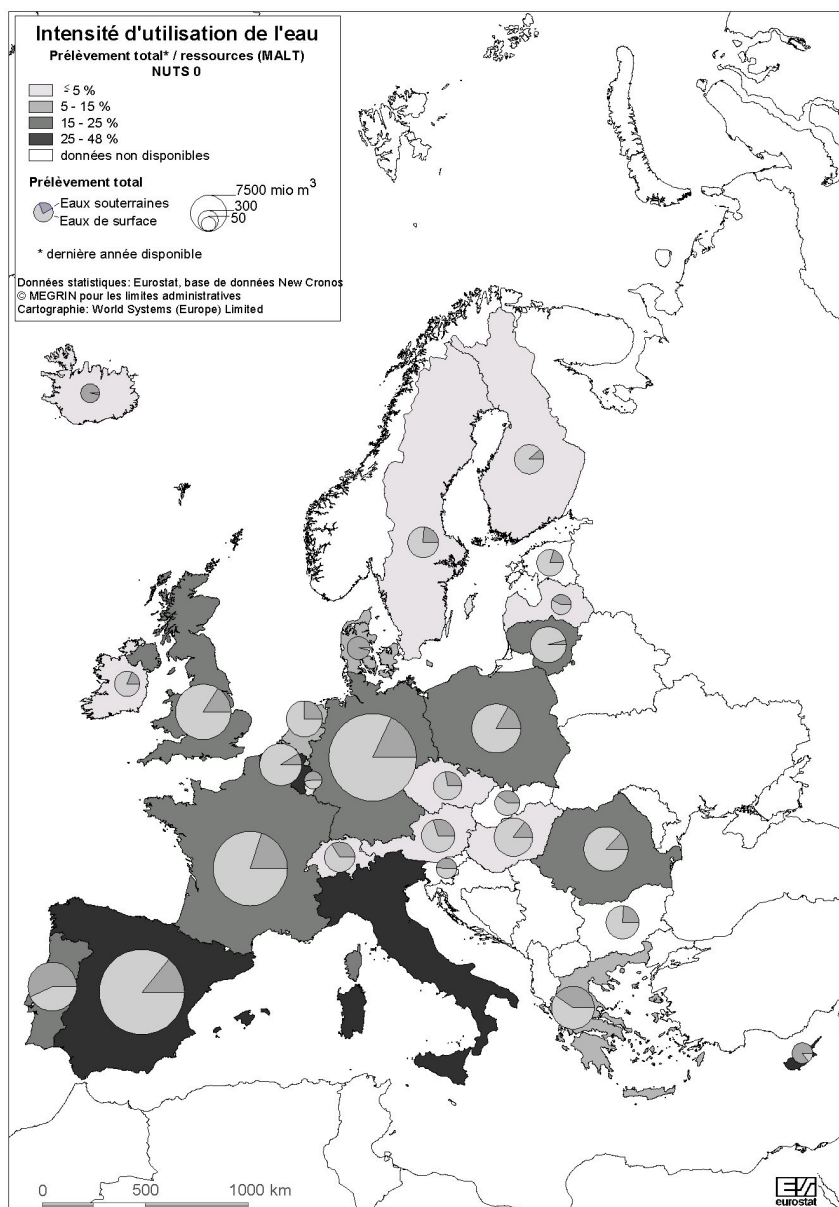 Intensité d'utilisation de l'eau
Prélèvement total* / ressources (MALT)
NUTS 0
≤ 5 %
5 - 15 %
15 - 25 %
25 - 48 %
données non disponibles
Prélèvement total
Eaux souterraines
Eaux de surface
7500 mio m³
300
50
* dernière année disponible
Données statistiques: Eurostat, base de données New Cronos
© MEGRIN pour les limites administratives
Cartographie: World Systems (Europe) Limited
0 500 1000 km
eurostat